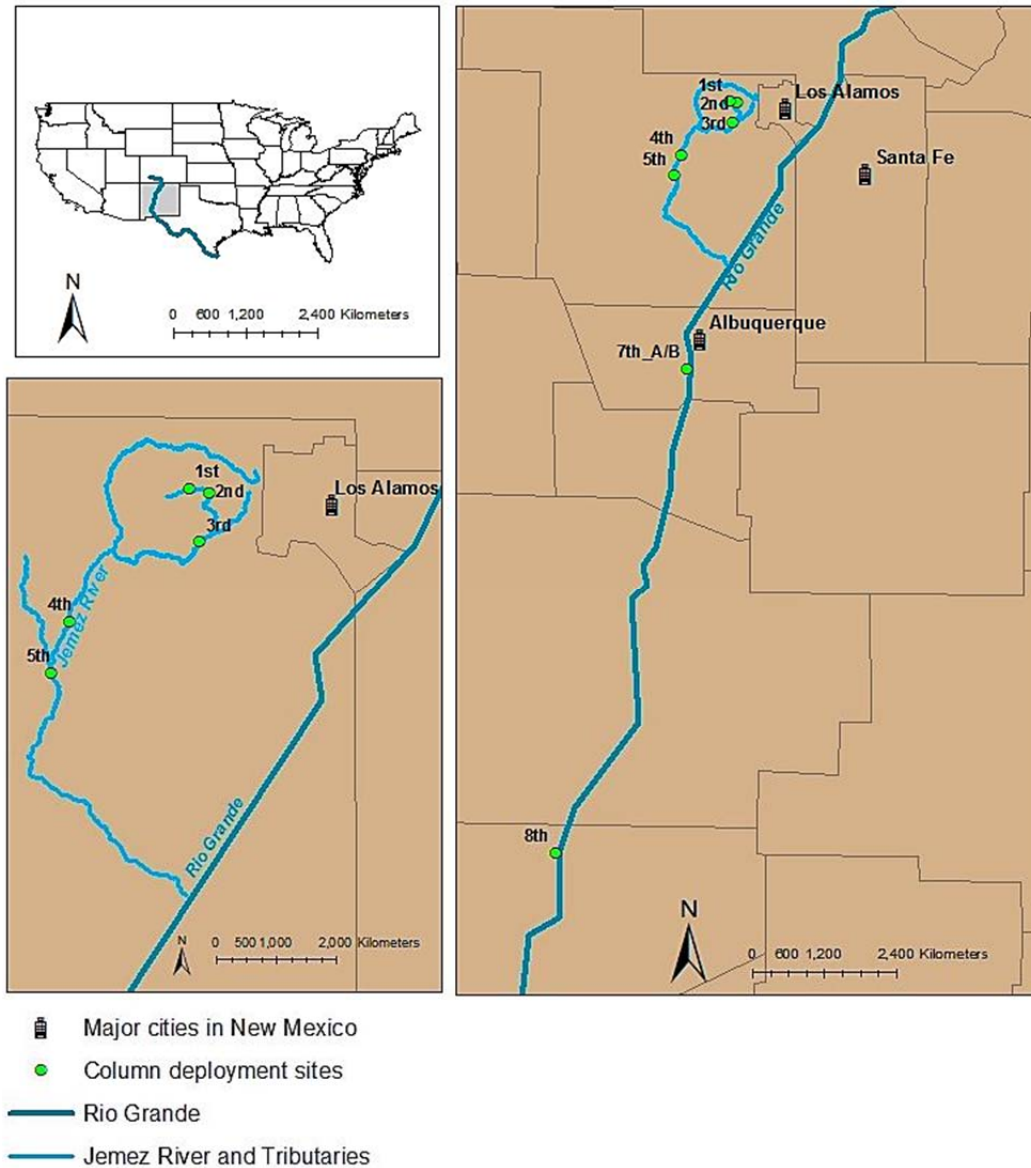 N
0 600 1,200 2,400 Kilometers
1st
2nd
3rd
4th
5th
Los Alamos
Santa Fe
Rio Grande
Albuquerque
7th_A/B
8th
N
0 600 1,200 2,400 Kilometers
1st
2nd
3rd
Los Alamos
4th
5th
Jemez River
Rio Grande
N
0 500 1,000 2,000 Kilometers
Major cities in New Mexico
Column deployment sites
Rio Grande
Jemez River and Tributaries